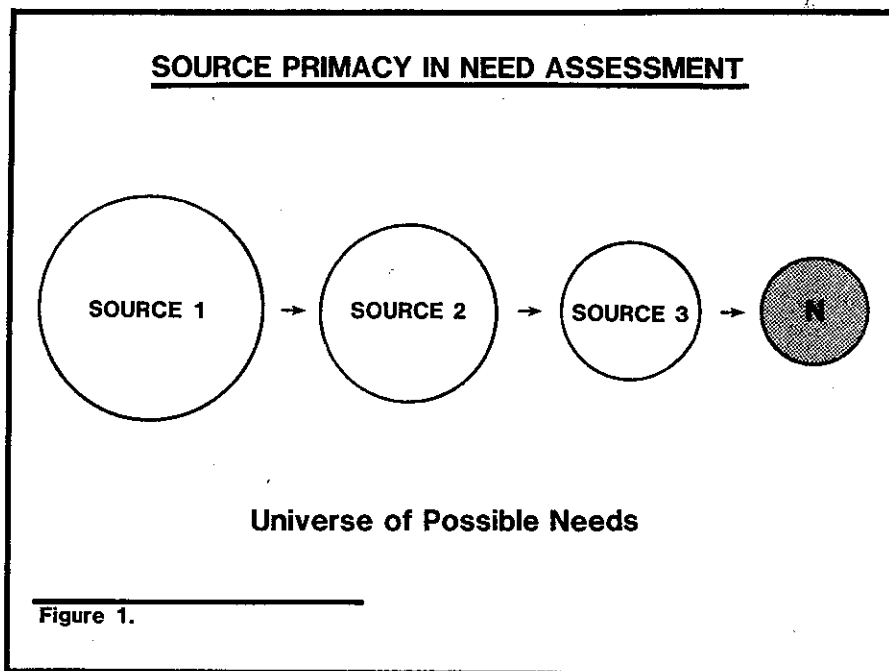 SOURCE PRIMACY IN NEED ASSESSMENT
SOURCE 1 → SOURCE 2 → SOURCE 3 → N
Universe of Possible Needs
Figure 1.